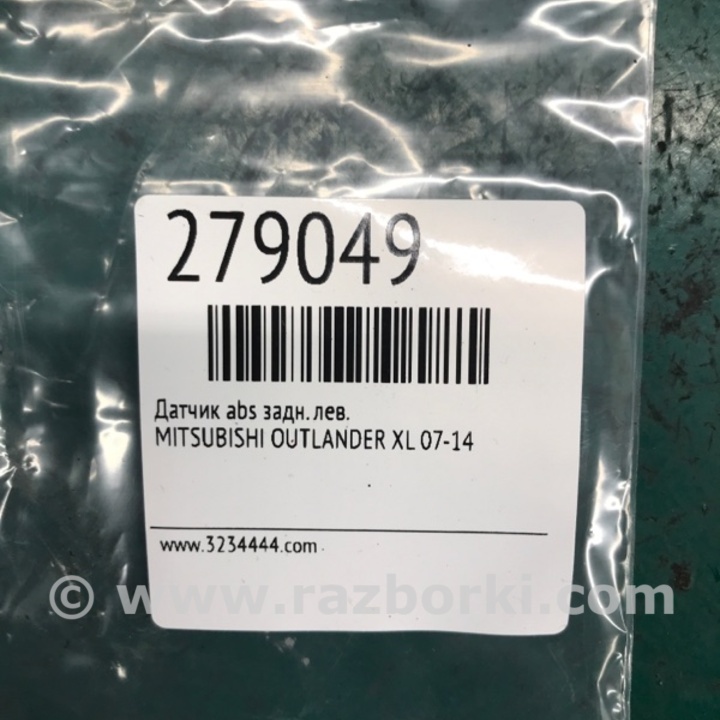 279049
Датчик abs задн. лев.
MITSUBISHI OUTLANDER XL 07-14
www.3234444.com
© www.razborki.com